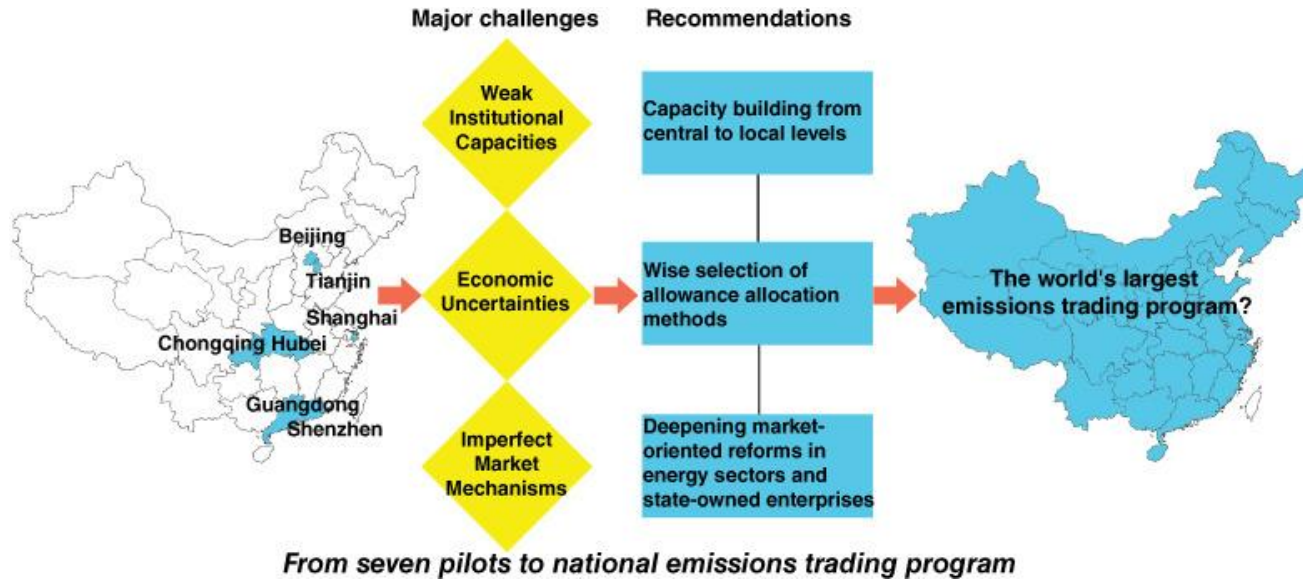 Major challenges
Recommendations
Beijing
Tianjin
Shanghai
Chongqing Hubei
Guangdong
Shenzhen
Weak
Institutional
Capacities
Economic
Uncertainties
Imperfect
Market
Mechanisms
Capacity building from
central to local levels
Wise selection of
allowance allocation
methods
Deepening market-
oriented reforms in
energy sectors and
state-owned enterprises
The world's largest
emissions trading program?
From seven pilots to national emissions trading program